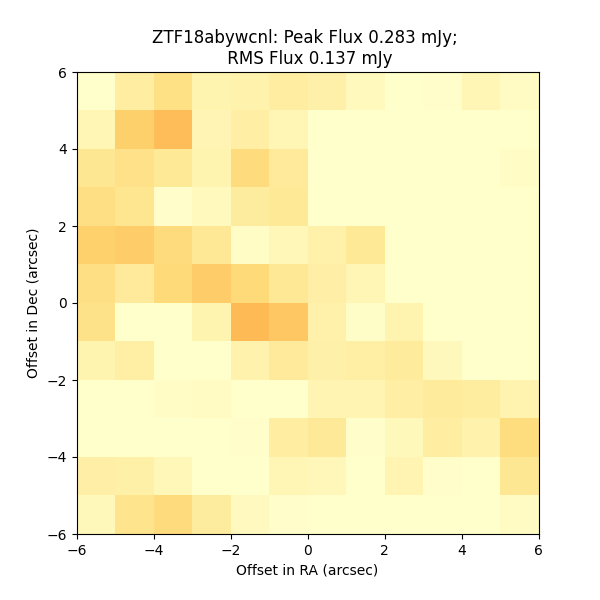 ZTF18abywcnl: Peak Flux 0.283 mJy;
RMS Flux 0.137 mJy
6
4
2
0
−2
−4
−6
Offset in Dec (arcsec)
−6 −4 −2 0 2 4 6
Offset in RA (arcsec)